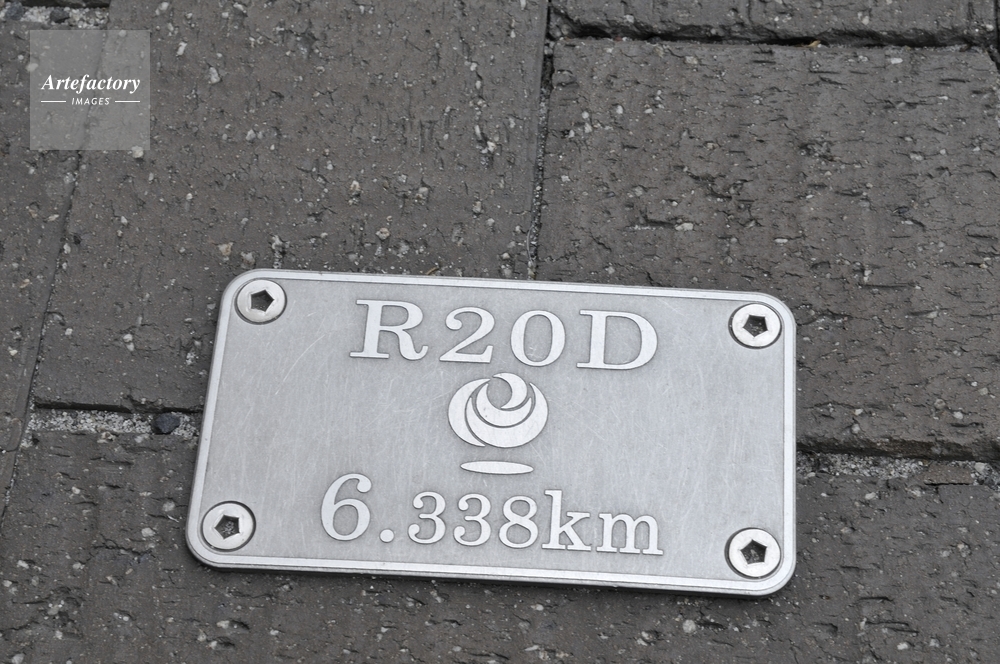 Artefactory
IMAGES
R20D
6.338km